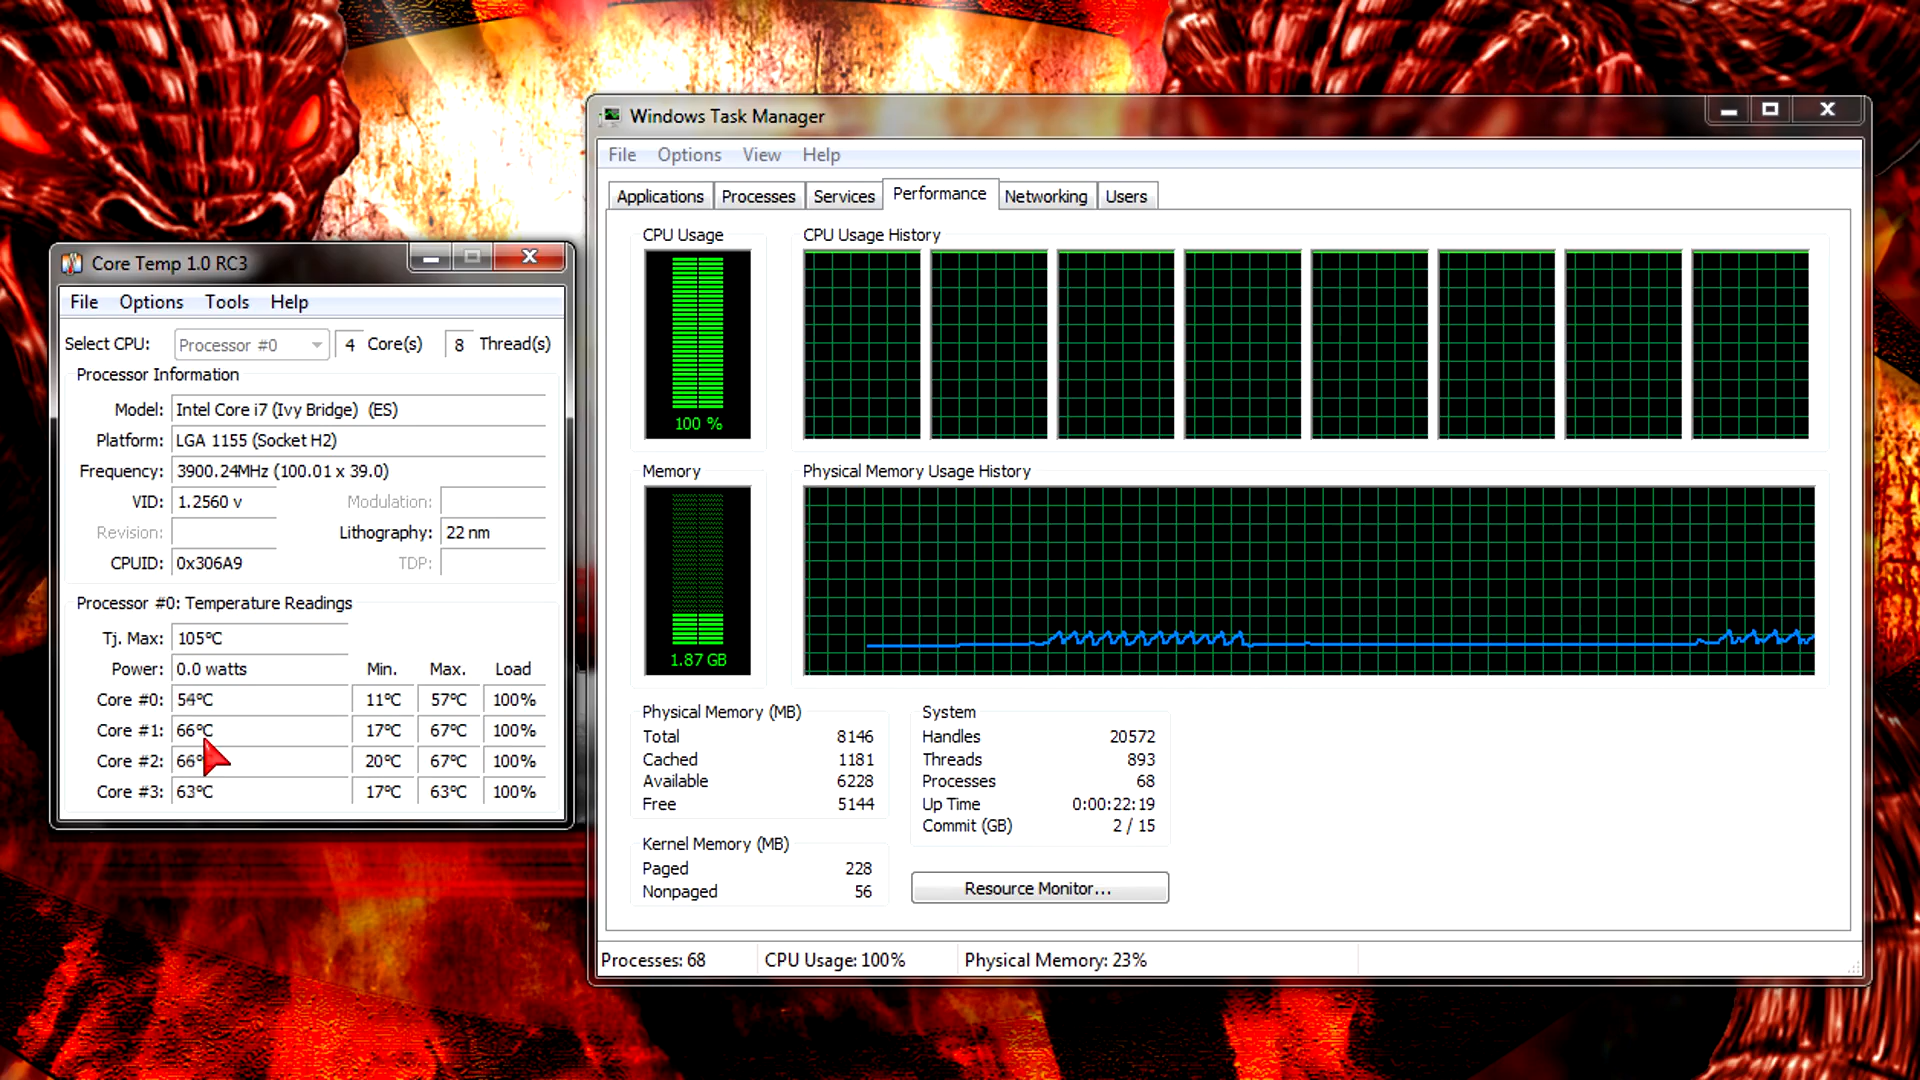 Core Temp 1.0 RC3
File Options Tools Help
Select CPU: Processor #0 4 Core(s) 8 Thread(s)
Processor Information
Model: Intel Core i7 (Ivy Bridge) (ES)
Platform: LGA 1155 (Socket H2)
Frequency: 3900.24MHz (100.01 x 39.0)
VID: 1.2560 v Modulation:
Revision: Lithography: 22 nm
CPUID: 0x306A9 TDP:
Processor #0: Temperature Readings
Tj. Max: 105°C
Power: 0.0 watts Min. Max. Load
Core #0: 54°C 11°C 57°C 100%
Core #1: 66°C 17°C 67°C 100%
Core #2: 66° 20°C 67°C 100%
Core #3: 63°C 17°C 63°C 100%
Windows Task Manager
File Options View Help
Applications Processes Services Performance Networking Users
CPU Usage CPU Usage History
100 %
Memory Physical Memory Usage History
1.87 GB
Physical Memory (MB)
Total 8146
Cached 1181
Available 6228
Free 5144
Kernel Memory (MB)
Paged 228
Nonpaged 56
System
Handles 20572
Threads 893
Processes 68
Up Time 0:00:22:19
Commit (GB) 2 / 15
Resource Monitor...
Processes: 68 CPU Usage: 100% Physical Memory: 23%